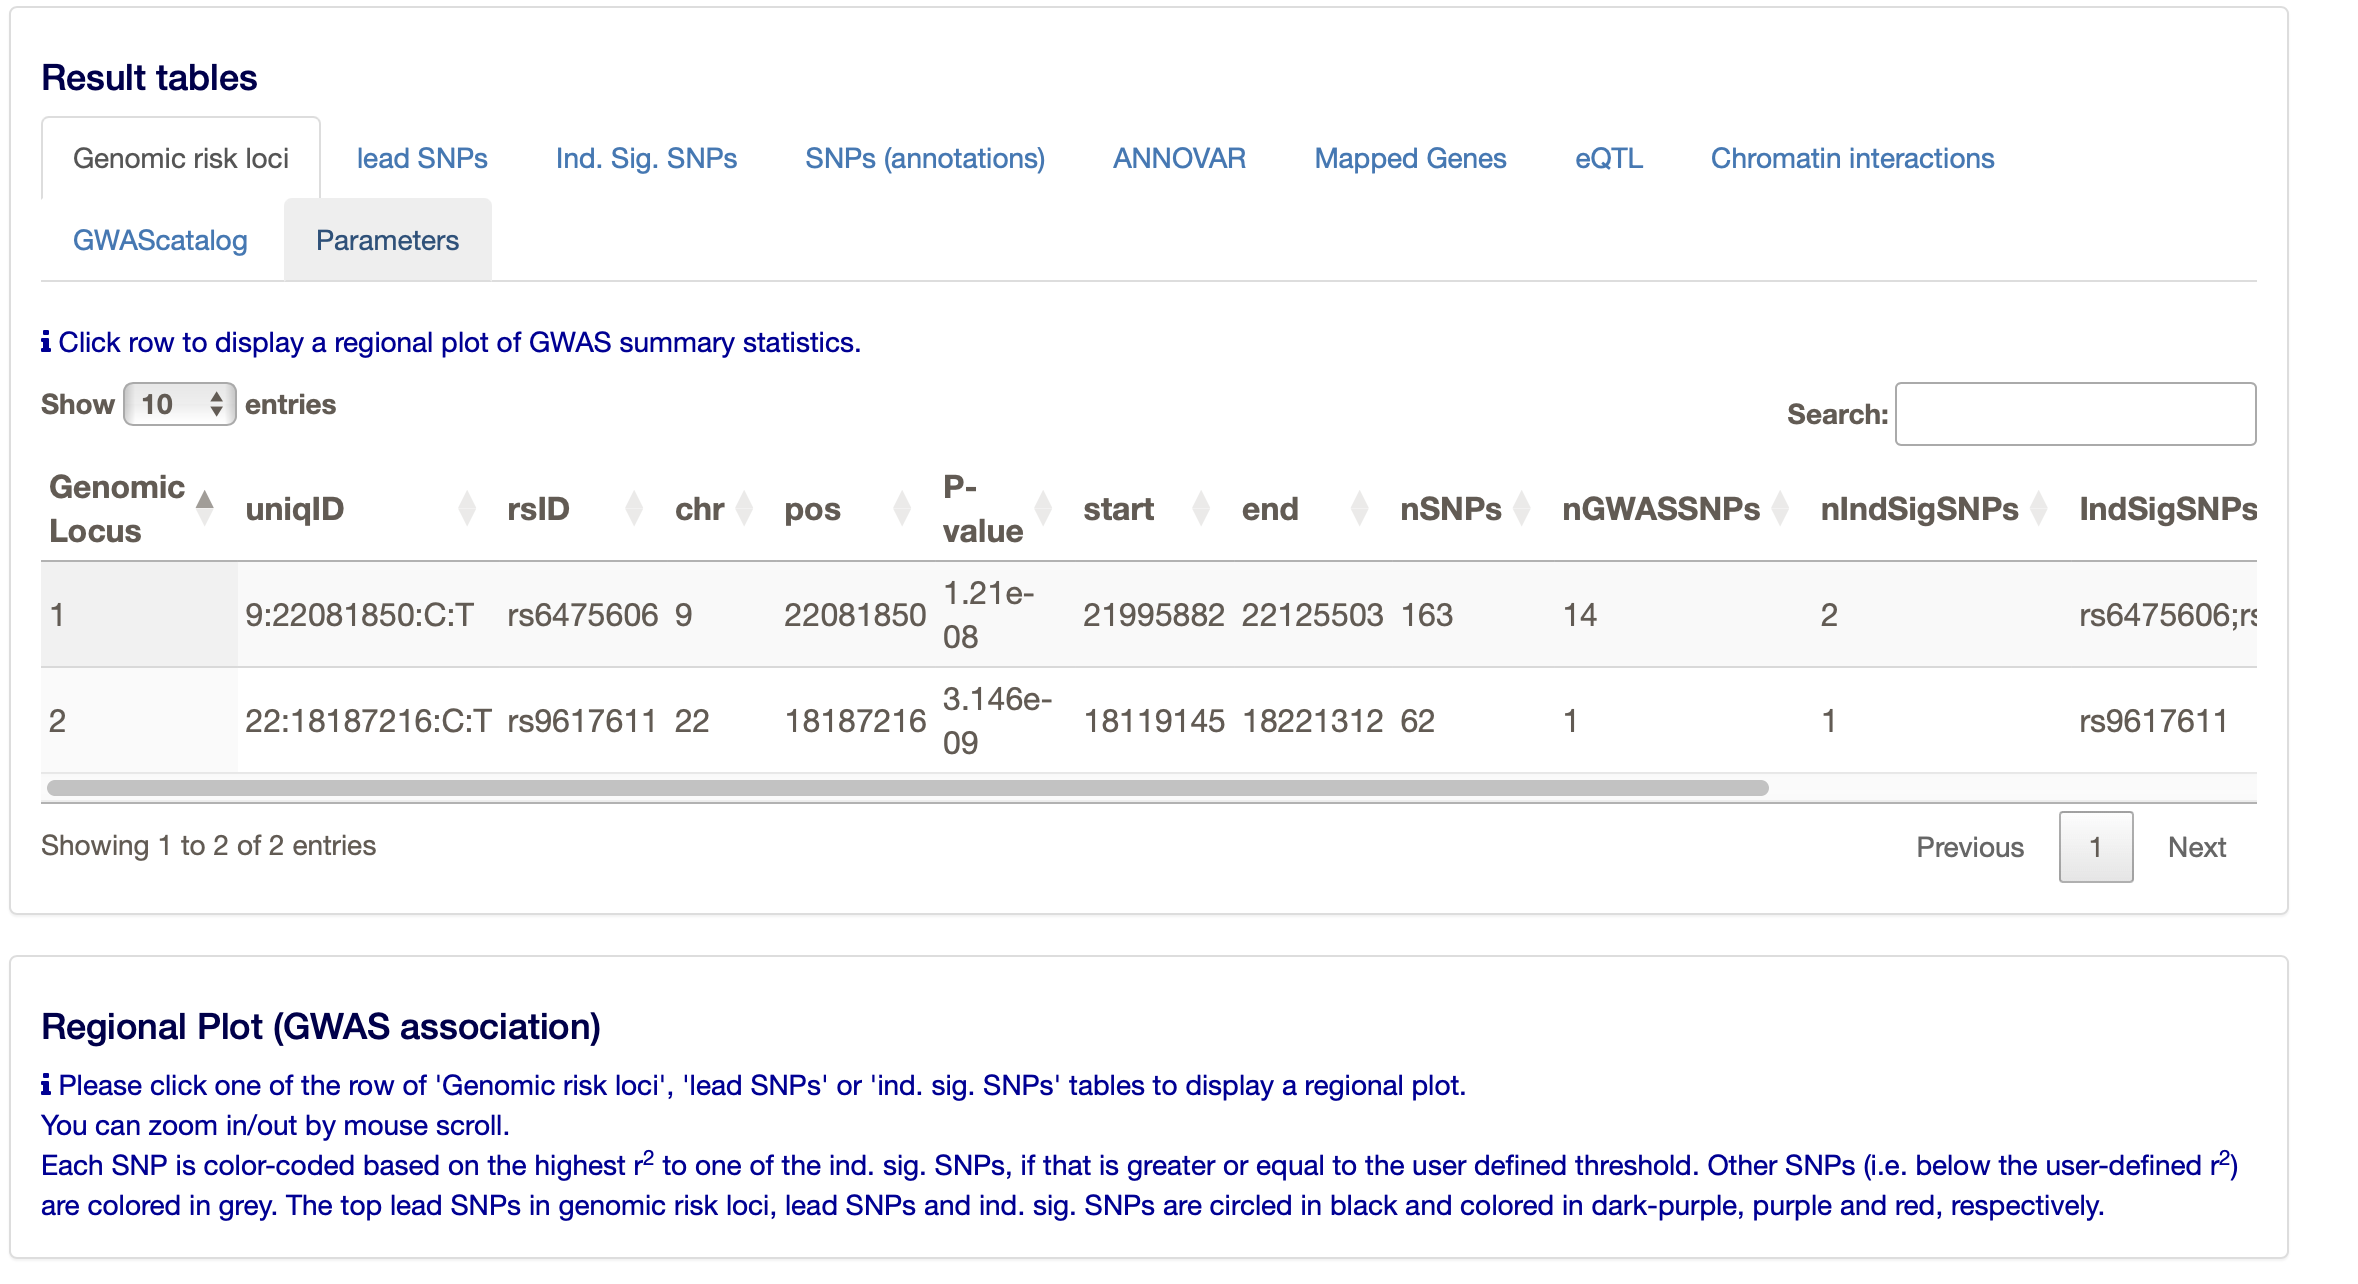 Result tables
Genomic risk loci lead SNPs Ind. Sig. SNPs SNPs (annotations) ANNOVAR Mapped Genes eQTL Chromatin interactions
GWAScatalog Parameters
i Click row to display a regional plot of GWAS summary statistics.
Show 10 entries
Search:
Genomic Locus uniqID rsID chr pos P-value start end nSNPs nGWASSNPs nIndSigSNPs IndSigSNPs
1 9:22081850:C:T rs6475606 9 22081850 1.21e-08 21995882 22125503 163 14 2 rs6475606;rs
2 22:18187216:C:T rs9617611 22 18187216 3.146e-09 18119145 18221312 62 1 1 rs9617611
Showing 1 to 2 of 2 entries
Previous 1 Next
Regional Plot (GWAS association)
i Please click one of the row of 'Genomic risk loci', 'lead SNPs' or 'ind. sig. SNPs' tables to display a regional plot.
You can zoom in/out by mouse scroll.
Each SNP is color-coded based on the highest r² to one of the ind. sig. SNPs, if that is greater or equal to the user defined threshold. Other SNPs (i.e. below the user-defined r²)
are colored in grey. The top lead SNPs in genomic risk loci, lead SNPs and ind. sig. SNPs are circled in black and colored in dark-purple, purple and red, respectively.